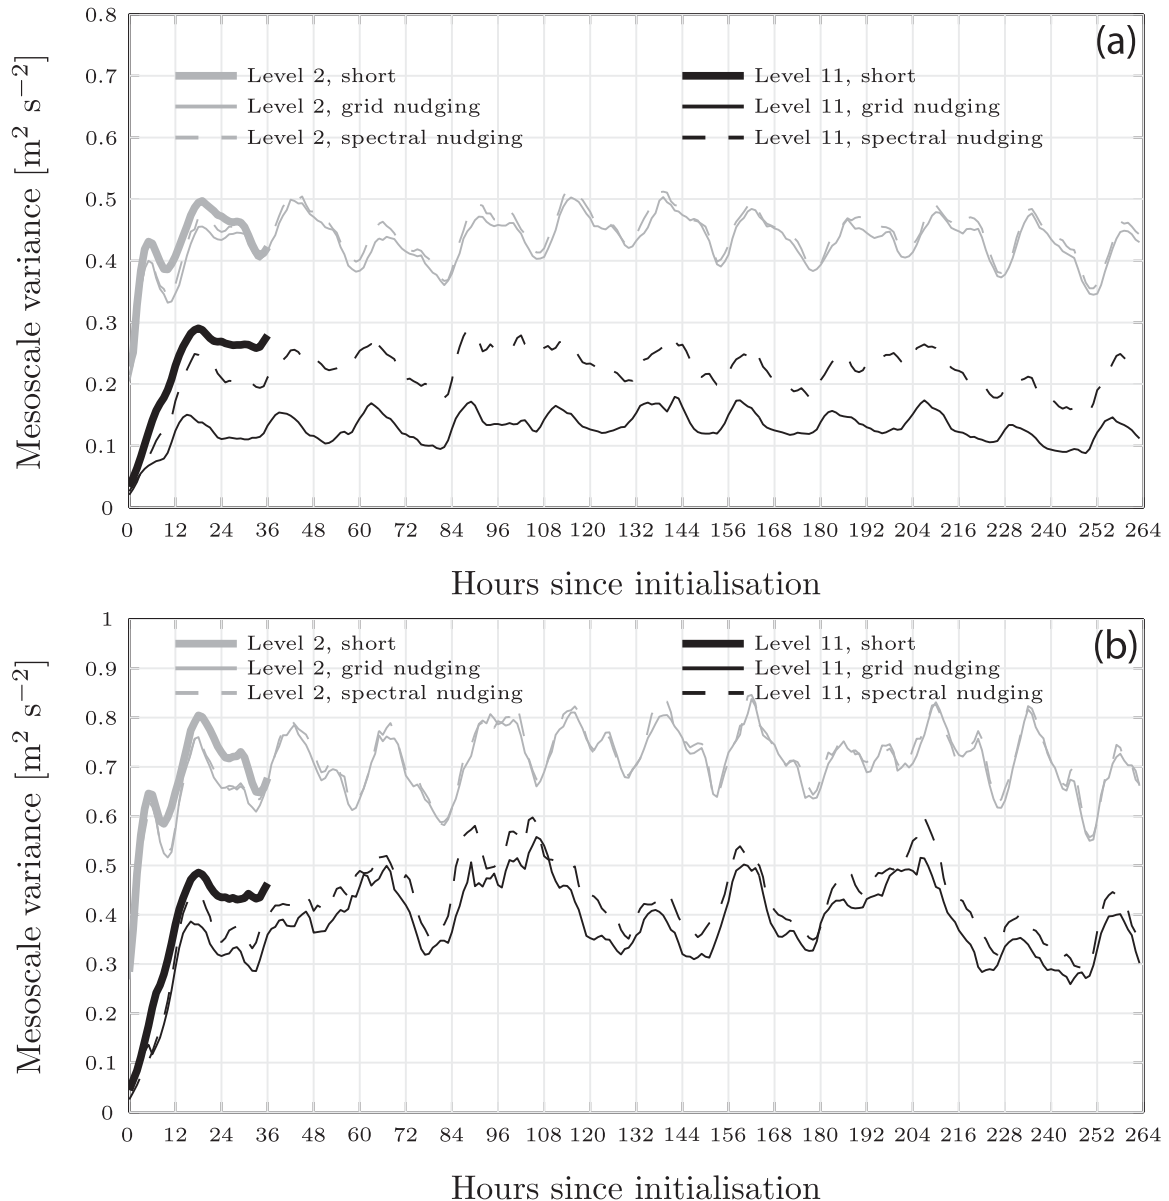 (a)
Mesoscale variance [m² s⁻²]
0.8
0.7
0.6
0.5
0.4
0.3
0.2
0.1
0
Level 2, short
Level 2, grid nudging
Level 2, spectral nudging
Level 11, short
Level 11, grid nudging
Level 11, spectral nudging
0 12 24 36 48 60 72 84 96 108 120 132 144 156 168 180 192 204 216 228 240 252 264
Hours since initialisation
(b)
Mesoscale variance [m² s⁻²]
1
0.9
0.8
0.7
0.6
0.5
0.4
0.3
0.2
0.1
0
Level 2, short
Level 2, grid nudging
Level 2, spectral nudging
Level 11, short
Level 11, grid nudging
Level 11, spectral nudging
0 12 24 36 48 60 72 84 96 108 120 132 144 156 168 180 192 204 216 228 240 252 264
Hours since initialisation